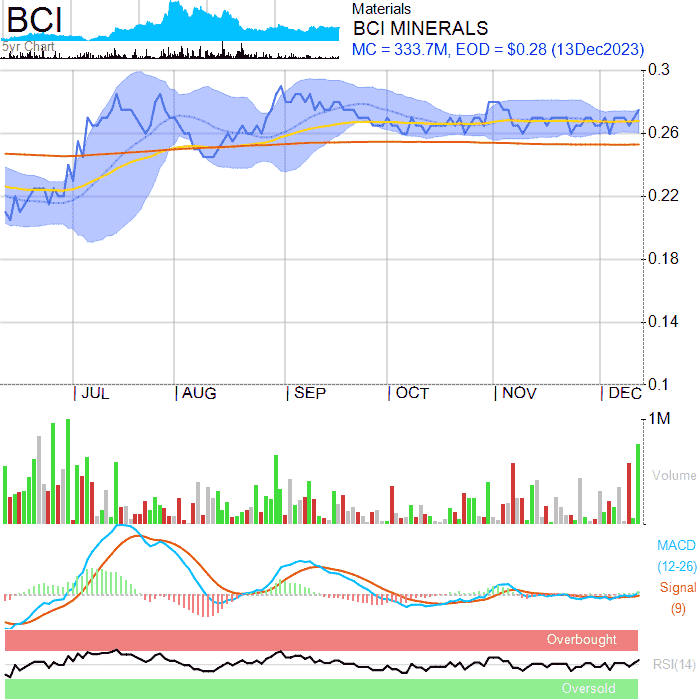 BCI
5yr Chart
Materials
BCI MINERALS
MC = 333.7M, EOD = $0.28 (13Dec2023)
0.3
0.26
0.22
0.18
0.14
0.1
JUL
AUG
SEP
OCT
NOV
DEC
1M
Volume
MACD
(12-26)
Signal
(9)
Overbought
RSI(14)
Oversold